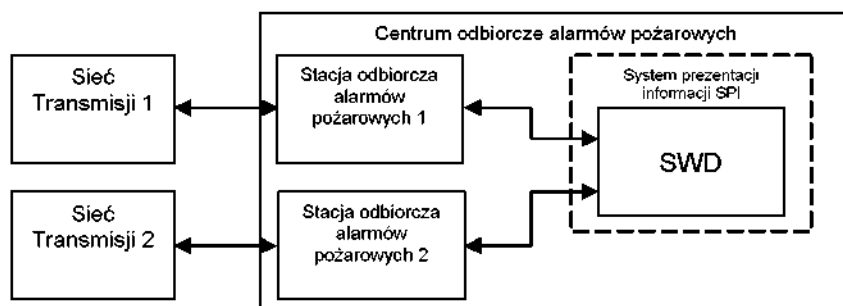 Centrum odbiorcze alarmów pożarowych
Sieć
Transmisji 1
Stacja odbiorcza
alarmów
pożarowych 1
System prezentacji
informacji SPI
SWD
Sieć
Transmisji 2
Stacja odbiorcza
alarmów
pożarowych 2